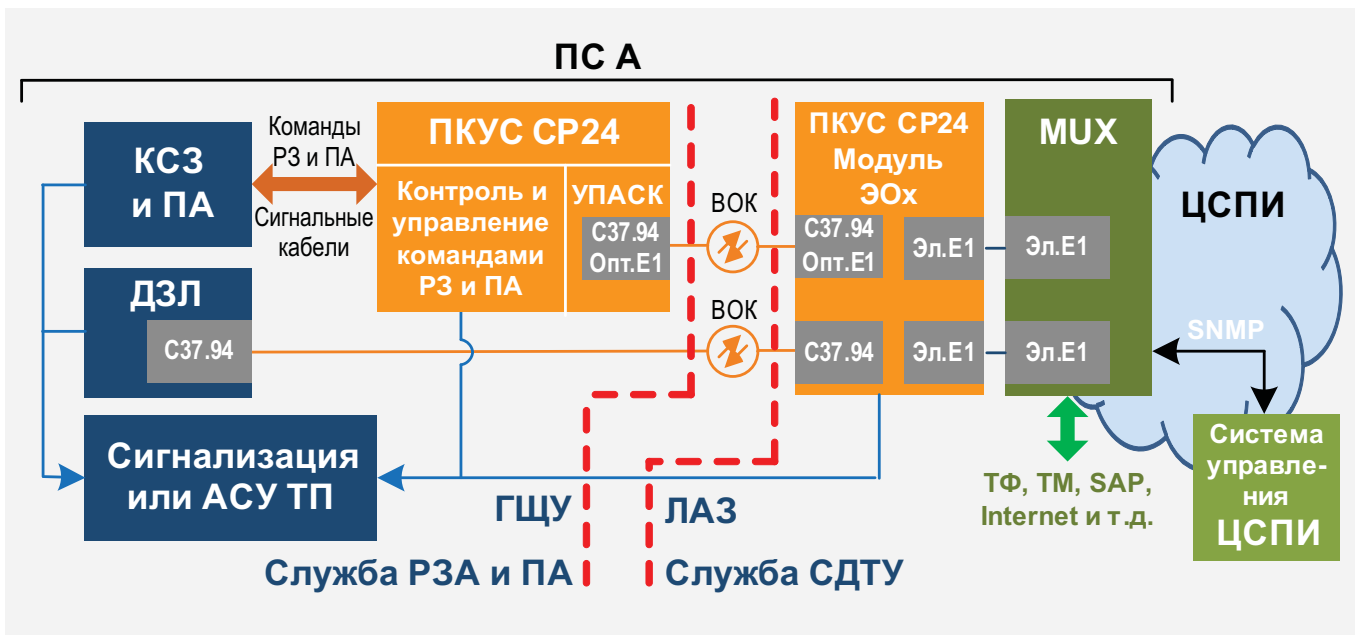 ПС А
КСЗ
и ПА
Команды
РЗ и ПА
Сигнальные
кабели
ПКУС СР24
Контроль и
управление
командами
РЗ и ПА
УПАСК
С37.94
Опт.Е1
ВОК
ПКУС СР24
Модуль
ЭОх
С37.94
Опт.Е1
Эл.Е1
MUX
Эл.Е1
ЦСПИ
ДЗЛ
С37.94
ВОК
С37.94
Эл.Е1
Эл.Е1
SNMP
Сигнализация
или АСУ ТП
ГЩУ
ЛАЗ
Служба РЗА и ПА
Служба СДТУ
ТФ, ТМ, SAP,
Internet и т.д.
Система
управле-
ния
ЦСПИ